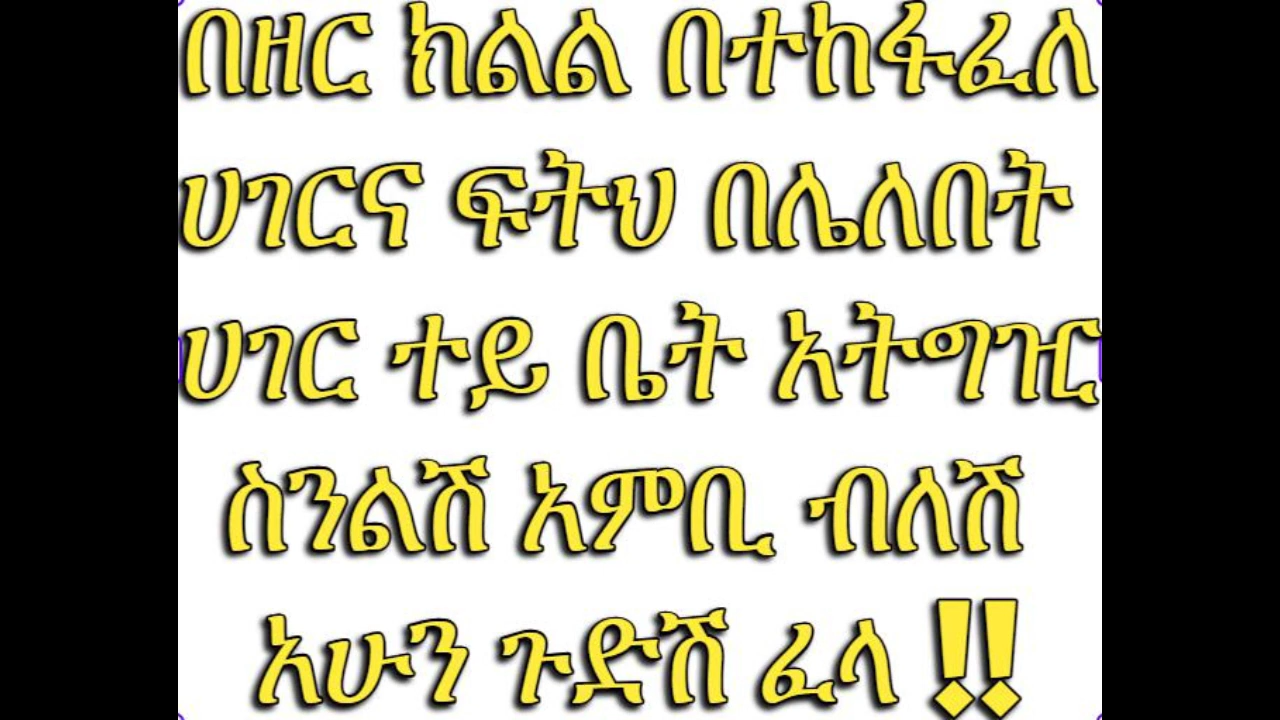 በዘር ክልል በተከፋፈለ
ሀገርና ፍትህ በሌለበት
ሀገር ተይ ቤት አትግዢ
ስንልሽ አምቢ ብለሽ
አሁን ጉድሽ ፈላ ‼